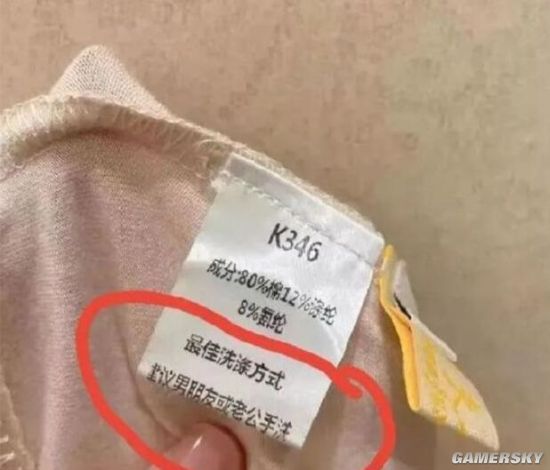 K346
成分:80%棉12%涤纶
8%氨纶
最佳洗涤方式
建议男朋友或老公手洗
GAMERSKY